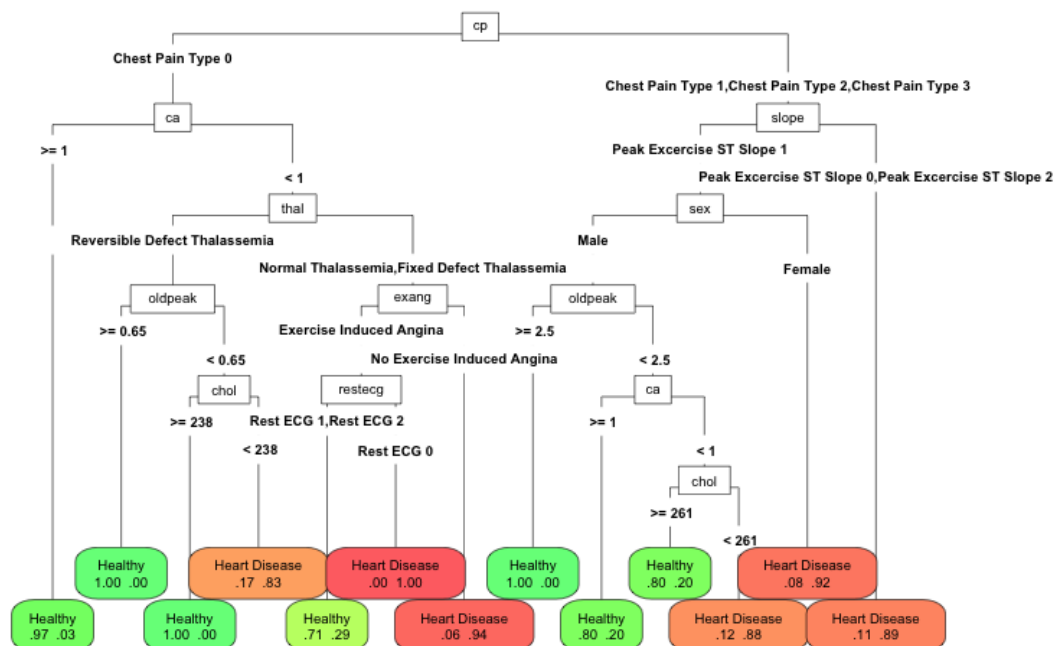 cp
Chest Pain Type 0
Chest Pain Type 1,Chest Pain Type 2,Chest Pain Type 3
ca
slope
>= 1
Peak Excercise ST Slope 1
< 1
Peak Excercise ST Slope 0,Peak Excercise ST Slope 2
thal
sex
Reversible Defect Thalassemia
Male
Normal Thalassemia,Fixed Defect Thalassemia
Female
oldpeak
exang
oldpeak
>= 0.65
Exercise Induced Angina
>= 2.5
< 0.65
No Exercise Induced Angina
< 2.5
chol
restecg
ca
>= 238
Rest ECG 1,Rest ECG 2
>= 1
< 238
Rest ECG 0
< 1
chol
>= 261
< 261
Healthy
1.00 .00
Heart Disease
.17 .83
Heart Disease
.00 1.00
Healthy
1.00 .00
Healthy
.80 .20
Heart Disease
.08 .92
Healthy
.97 .03
Healthy
1.00 .00
Healthy
.71 .29
Heart Disease
.06 .94
Healthy
.80 .20
Heart Disease
.12 .88
Heart Disease
.11 .89